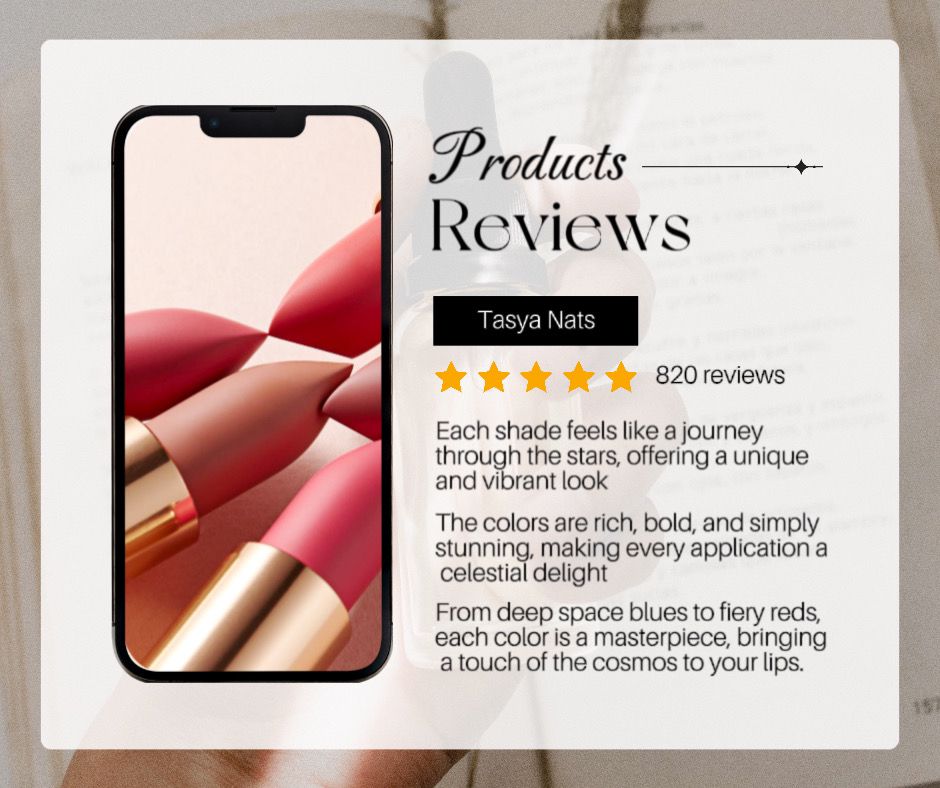 Products
Reviews
Tasya Nats
820 reviews
Each shade feels like a journey
through the stars, offering a unique
and vibrant look
The colors are rich, bold, and simply
stunning, making every application a
celestial delight
From deep space blues to fiery reds,
each color is a masterpiece, bringing
a touch of the cosmos to your lips.